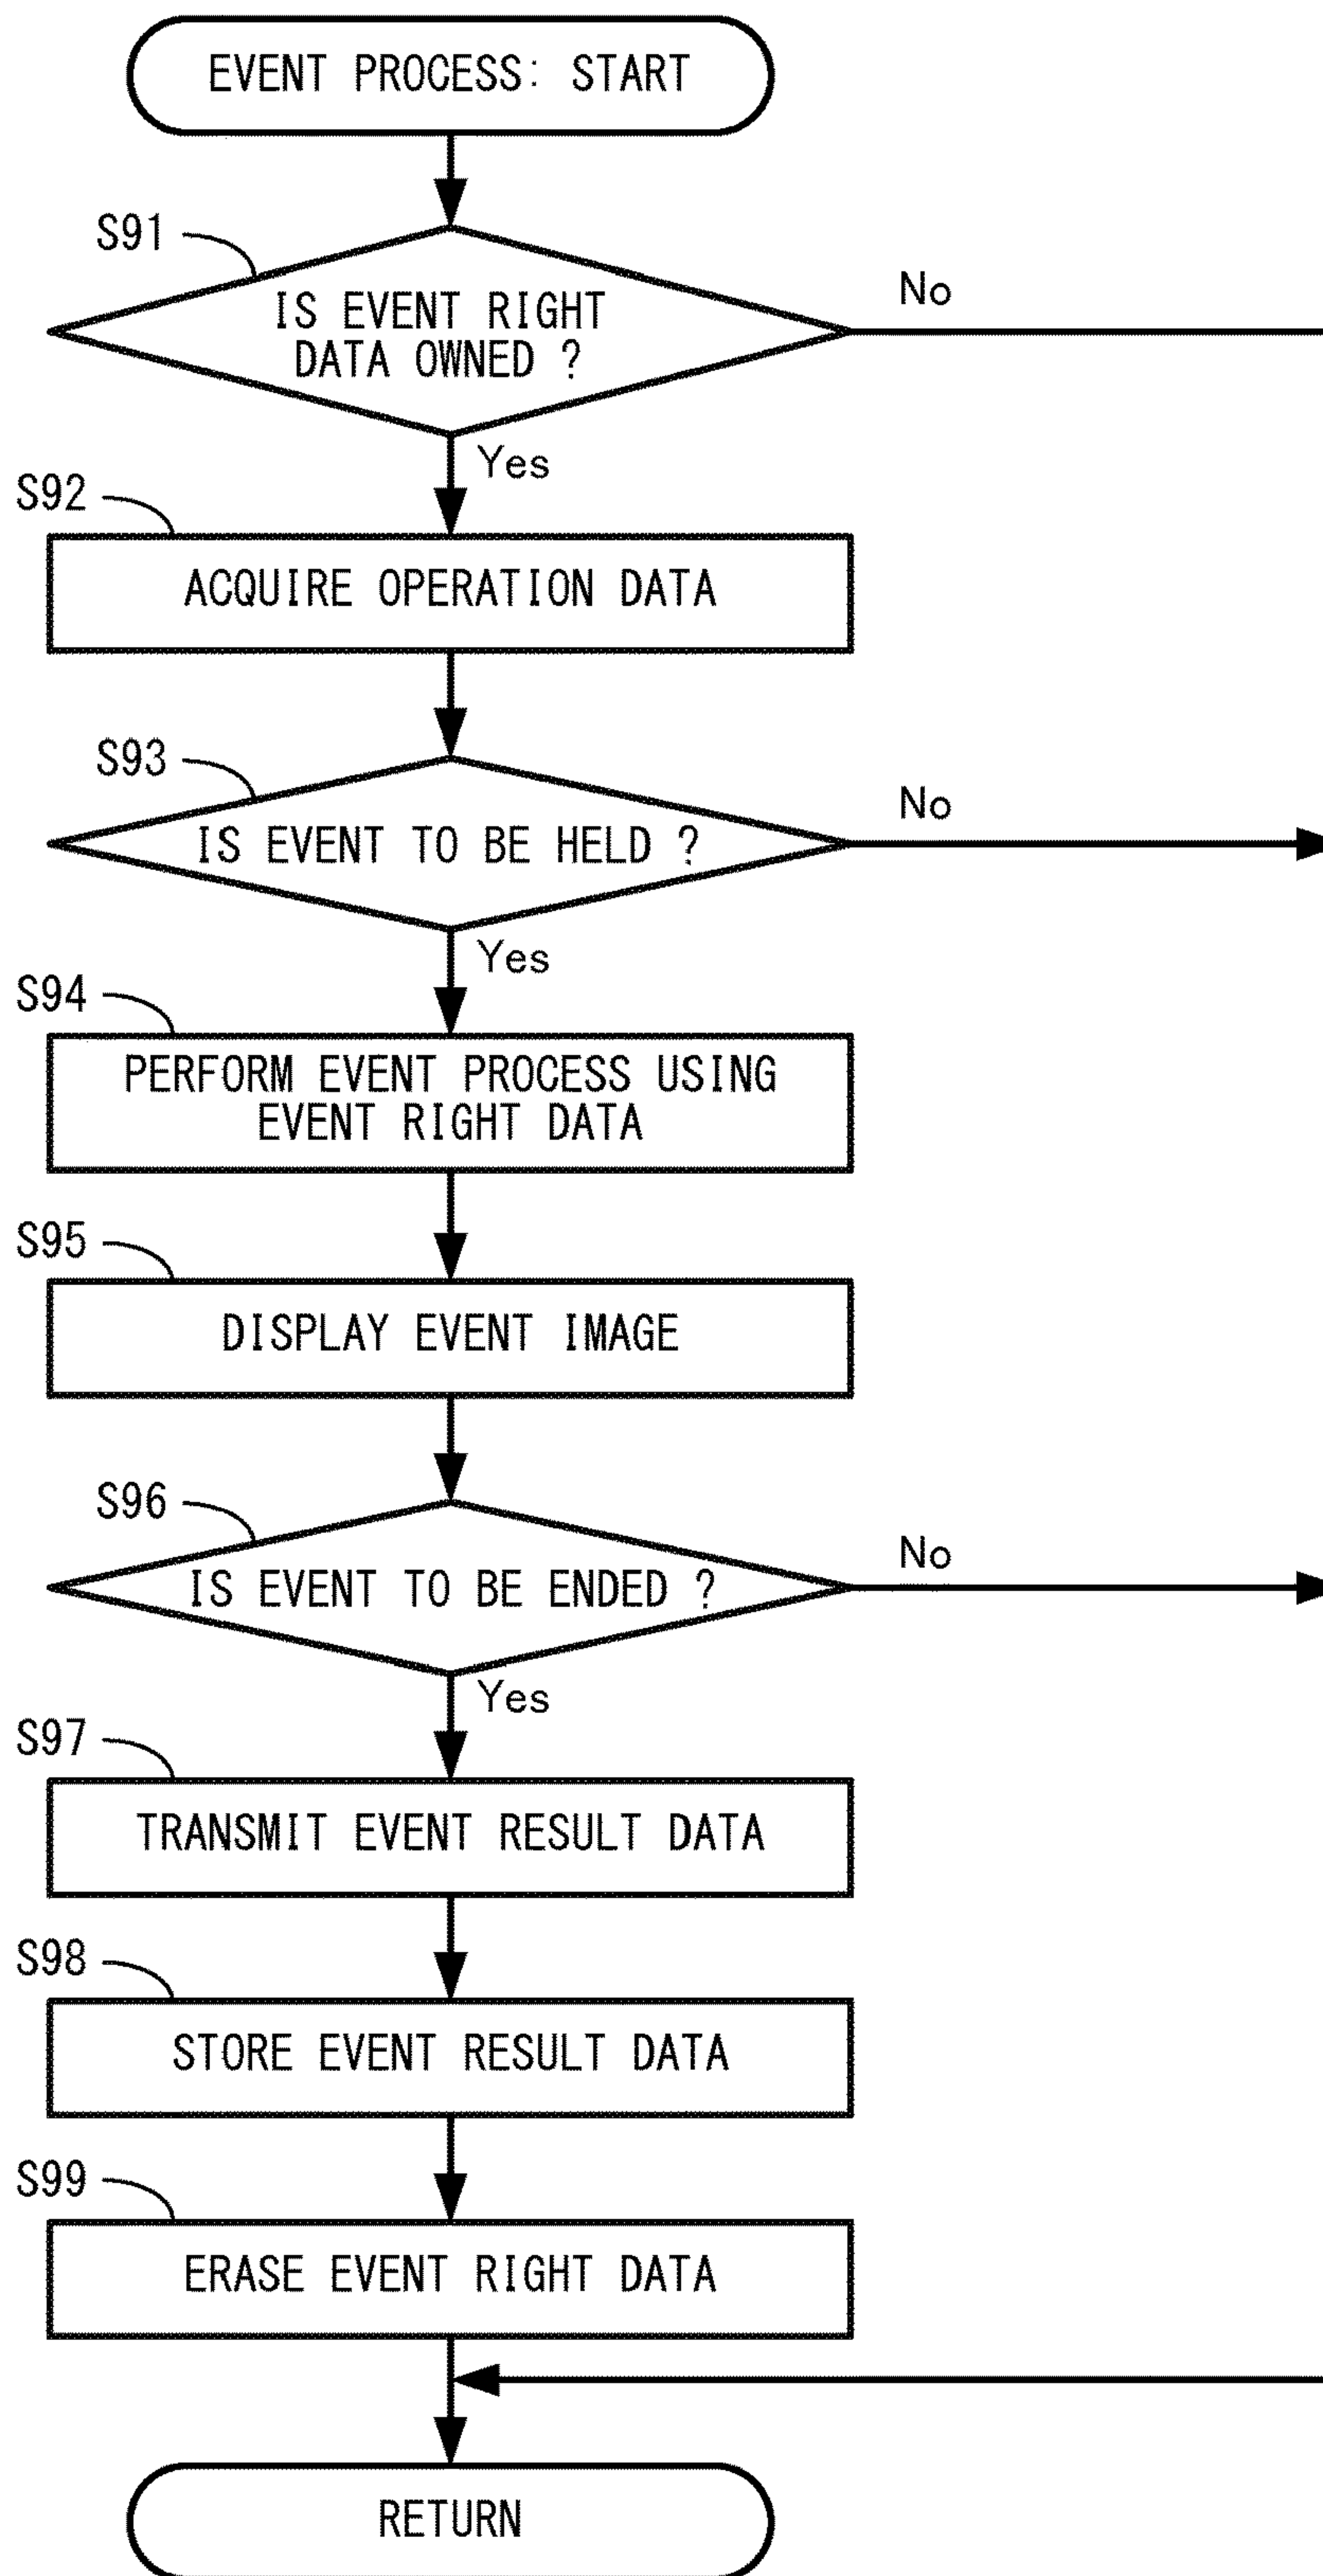 EVENT PROCESS: START
S91
IS EVENT RIGHT
DATA OWNED ?
No
Yes
S92
ACQUIRE OPERATION DATA
S93
IS EVENT TO BE HELD ?
No
Yes
S94
PERFORM EVENT PROCESS USING
EVENT RIGHT DATA
S95
DISPLAY EVENT IMAGE
S96
IS EVENT TO BE ENDED ?
No
Yes
S97
TRANSMIT EVENT RESULT DATA
S98
STORE EVENT RESULT DATA
S99
ERASE EVENT RIGHT DATA
RETURN